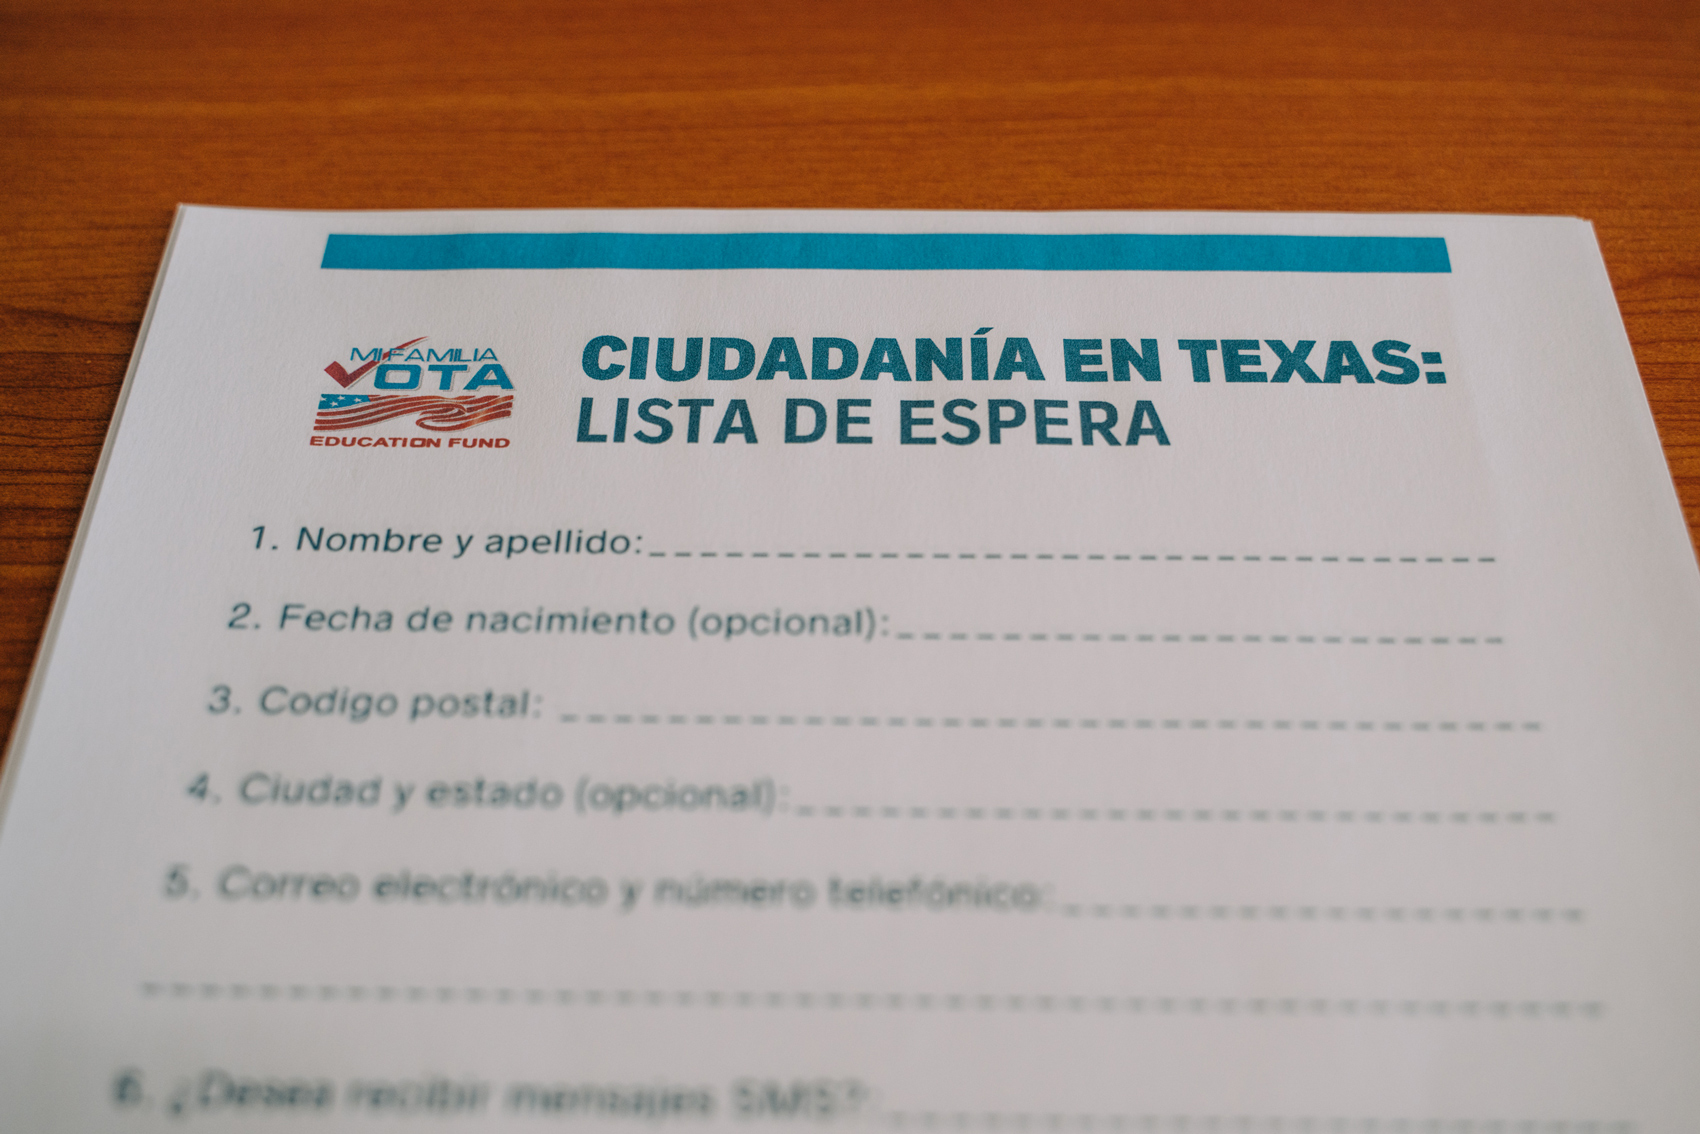 MI FAMILIA
VOTA
EDUCATION FUND
CIUDADANÍA EN TEXAS:
LISTA DE ESPERA
1. Nombre y apellido:
2. Fecha de nacimiento (opcional):
3. Codigo postal:
4. Ciudad y estado (opcional):
5. Correo electrónico y número telefónico:
6. ¿Desea recibir mensajes SMS?: